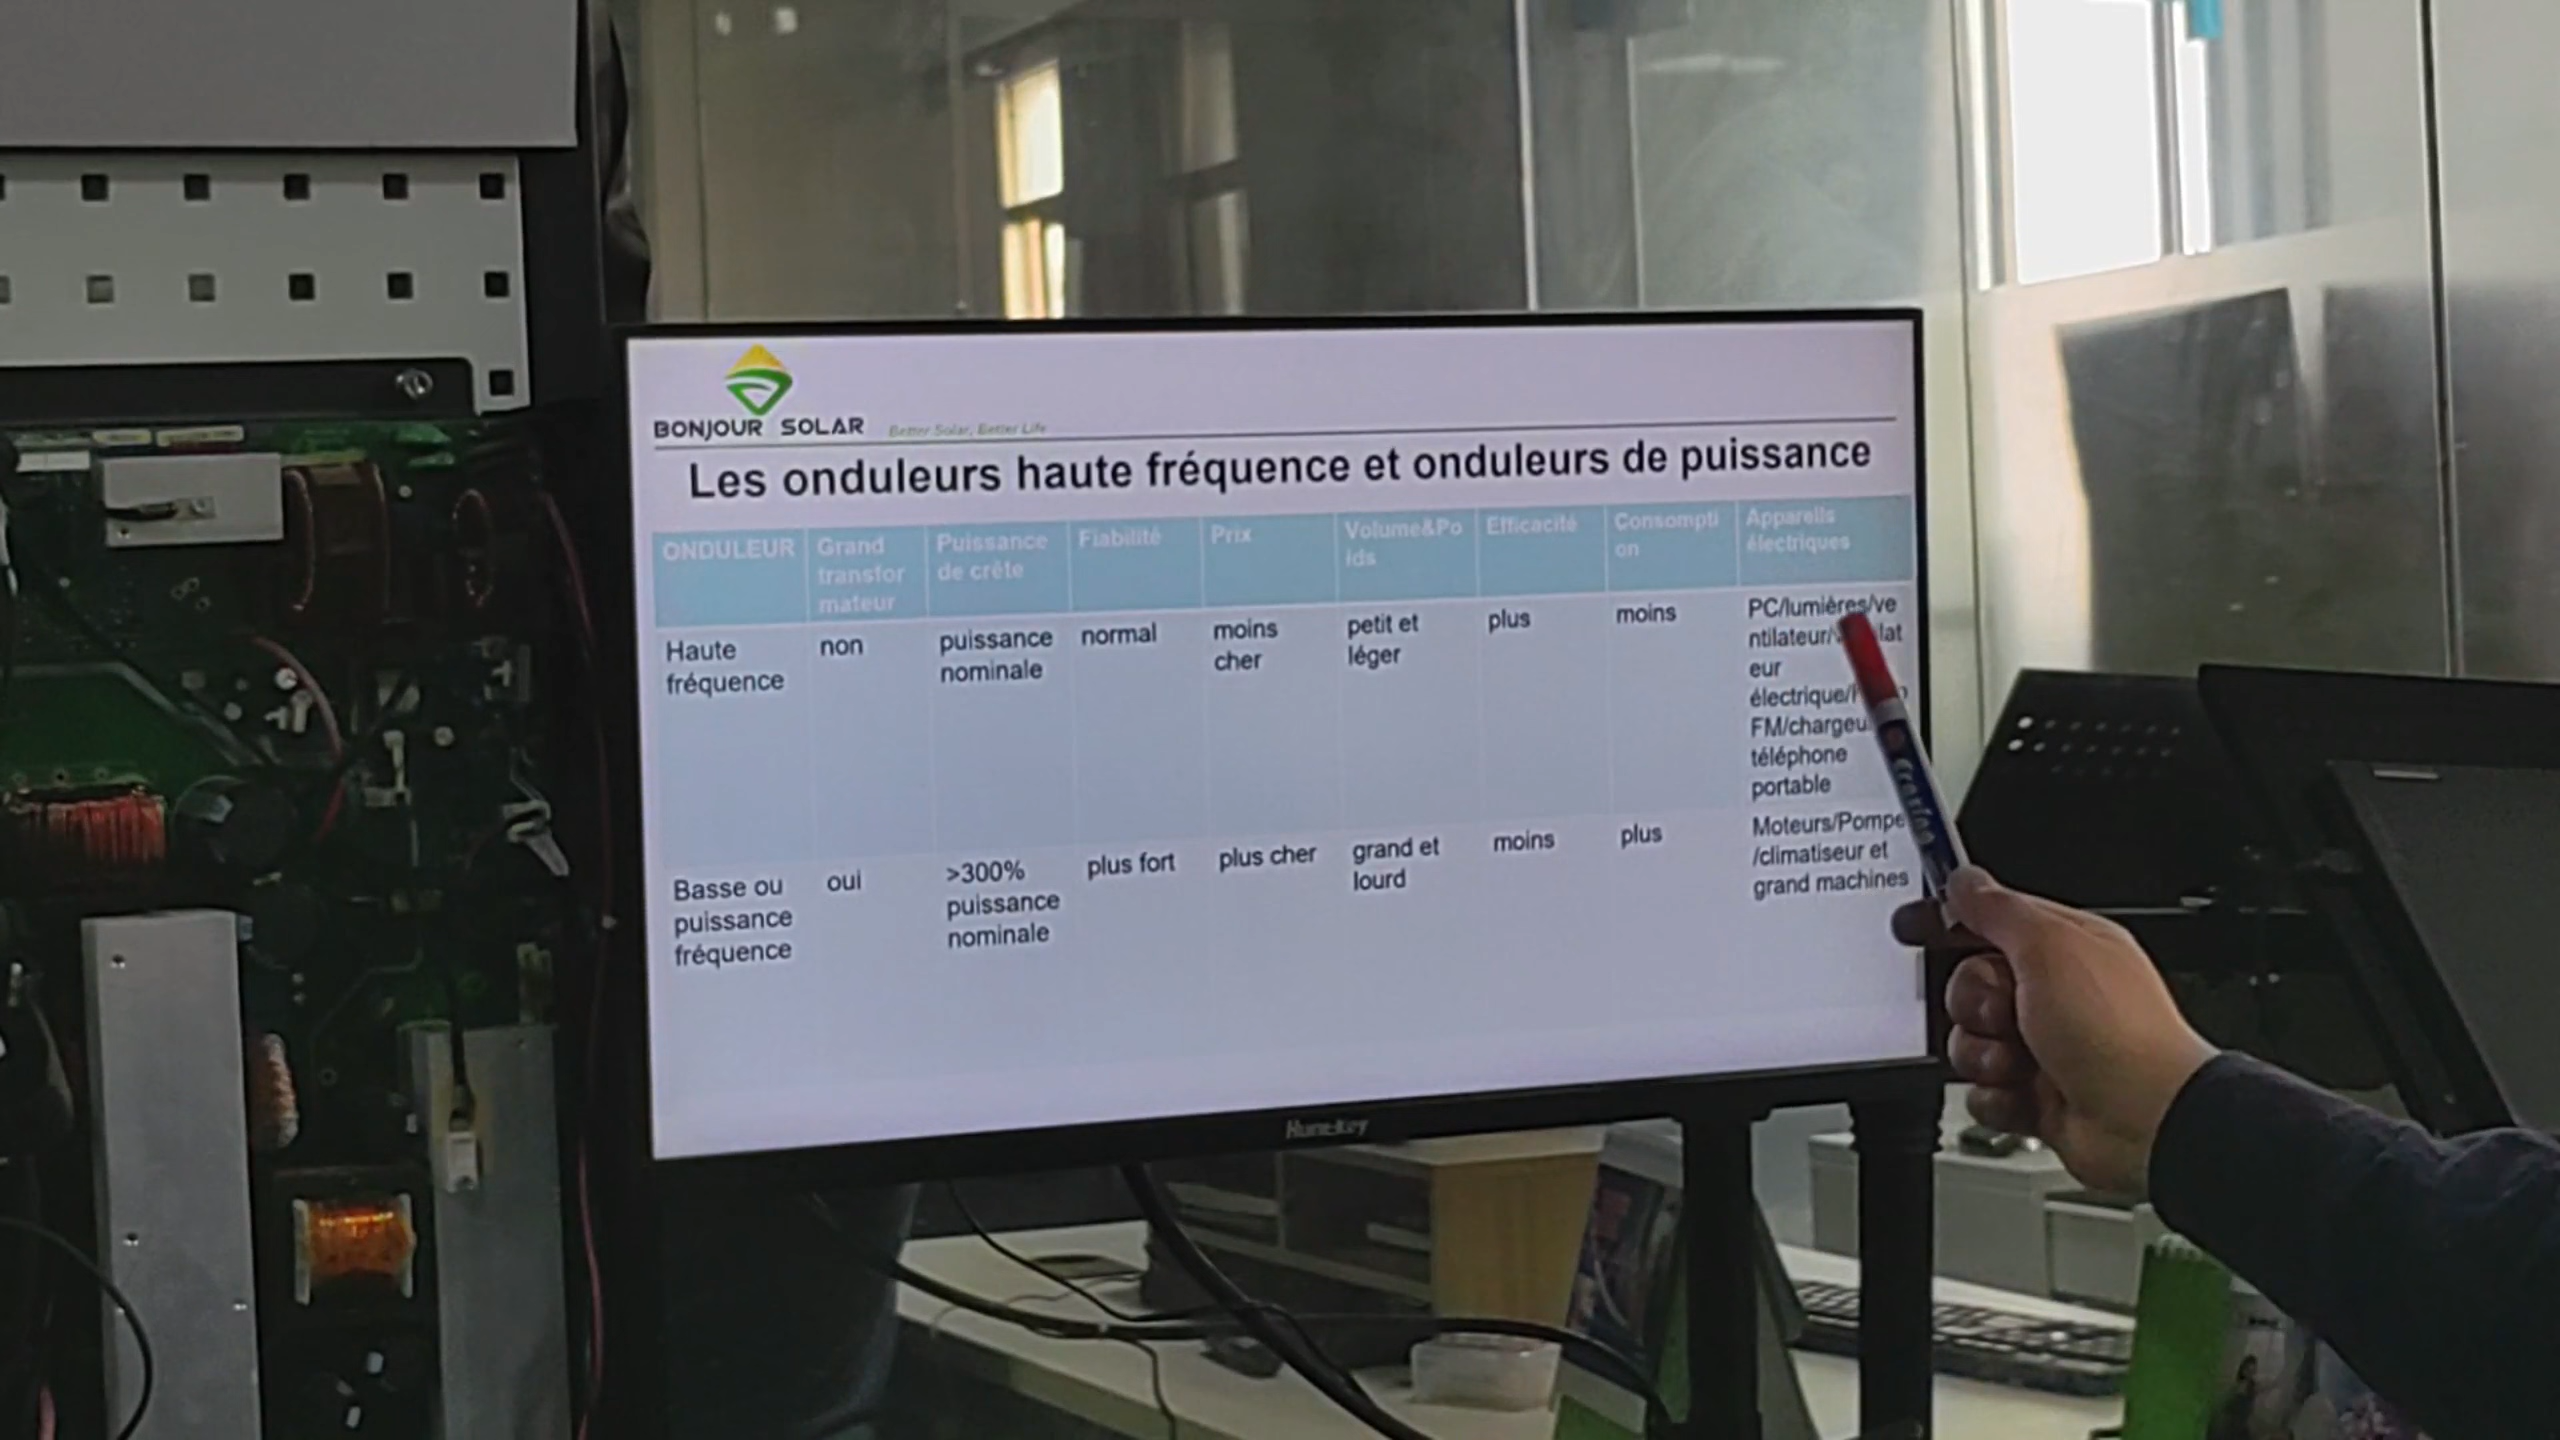 BONJOUR SOLAR
Better Solar, Better Life
Les onduleurs haute fréquence et onduleurs de puissance
ONDULEUR
Grand
transfor
mateur
Puissance
de crête
Fiabilité
Prix
Volume&Po
ids
Efficacité
Consompti
on
Appareils
électriques
Haute
fréquence
non
puissance
nominale
normal
moins
cher
petit et
léger
plus
moins
PC/lumières/ve
ntilateur/
eur
électrique/
FM/chargeu
téléphone
portable
Basse ou
puissance
fréquence
oui
>300%
puissance
nominale
plus fort
plus cher
grand et
lourd
moins
plus
Moteurs/Pompe
/climatiseur et
grand machines
Huntkey